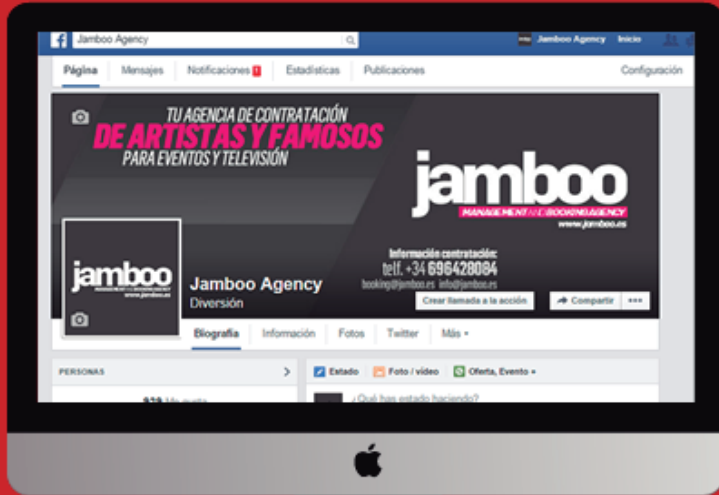 Jamboo Agency
Jamboo Agency Inicio
Página Mensajes Notificaciones 1 Estadísticas Publicaciones Configuración
TU AGENCIA DE CONTRATACIÓN
DE ARTISTAS Y FAMOSOS
PARA EVENTOS Y TELEVISIÓN
jamboo
MANAGEMENT AND BOOKING AGENCY
www.jamboo.es
Información contratación:
telf. +34 696428084
booking@jamboo.es info@jamboo.es
jamboo
www.jamboo.es
Jamboo Agency
Diversión
Crear llamada a la acción Compartir
Biografía Información Fotos Twitter Más
PERSONAS
Estado Foto / vídeo Oferta, Evento +
¿Qué has estado haciendo?